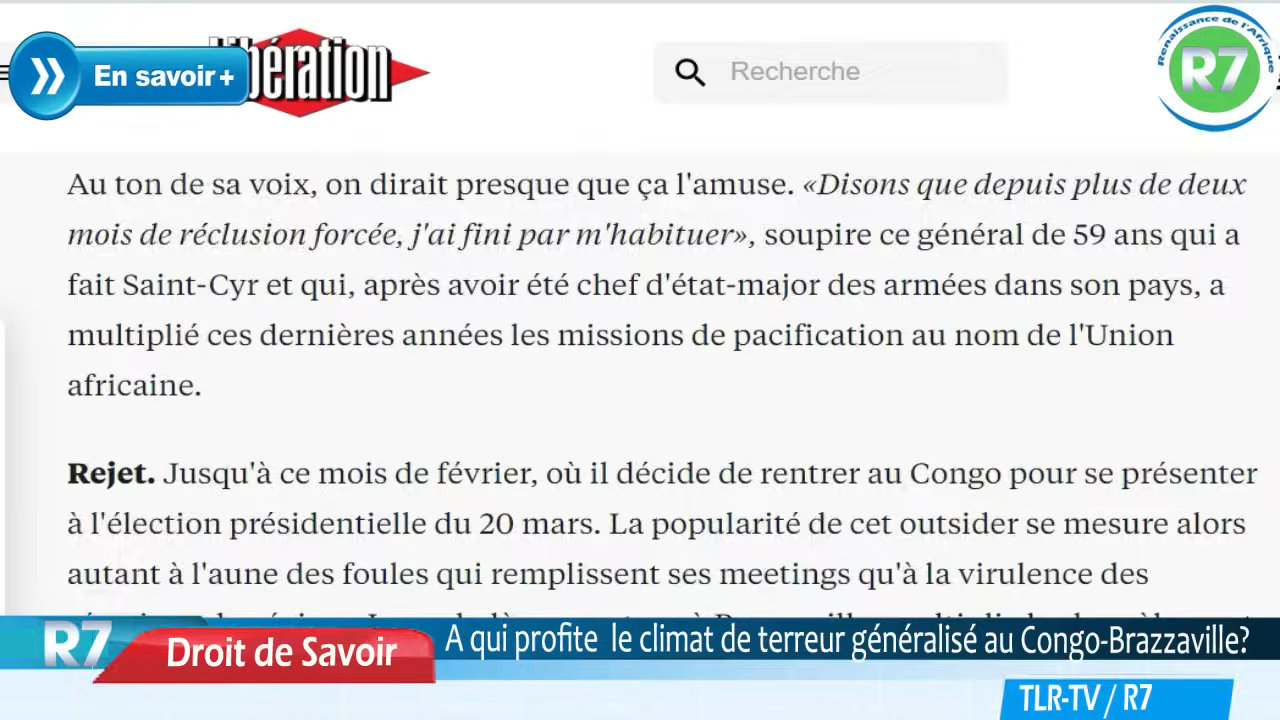 En savoir+
libération
Recherche
Renaissance de l'Afrique
R7
Au ton de sa voix, on dirait presque que ça l'amuse. «Disons que depuis plus de deux
mois de réclusion forcée, j'ai fini par m'habituer», soupire ce général de 59 ans qui a
fait Saint-Cyr et qui, après avoir été chef d'état-major des armées dans son pays, a
multiplié ces dernières années les missions de pacification au nom de l'Union
africaine.
Rejet. Jusqu'à ce mois de février, où il décide de rentrer au Congo pour se présenter
à l'élection présidentielle du 20 mars. La popularité de cet outsider se mesure alors
autant à l'aune des foules qui remplissent ses meetings qu'à la virulence des
R7
Droit de Savoir
A qui profite le climat de terreur généralisé au Congo-Brazzaville?
TLR-TV / R7